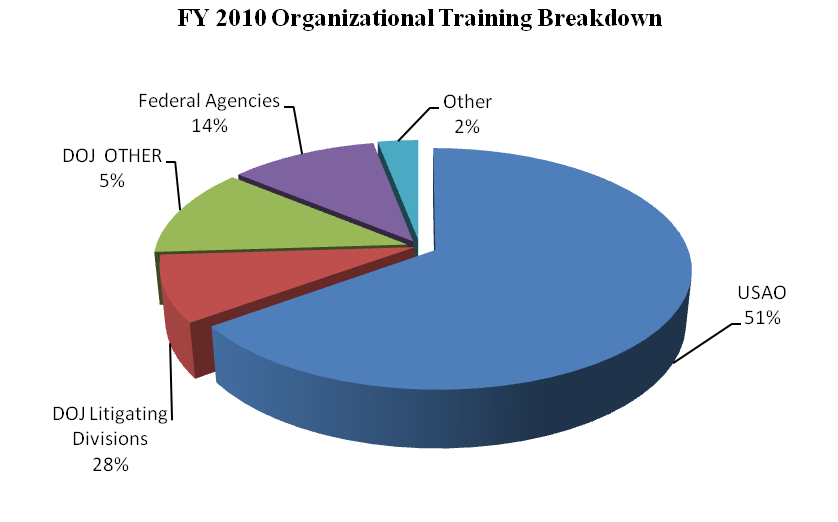 FY 2010 Organizational Training Breakdown
Federal Agencies
14%
Other
2%
DOJ OTHER
5%
USAO
51%
DOJ Litigating
Divisions
28%